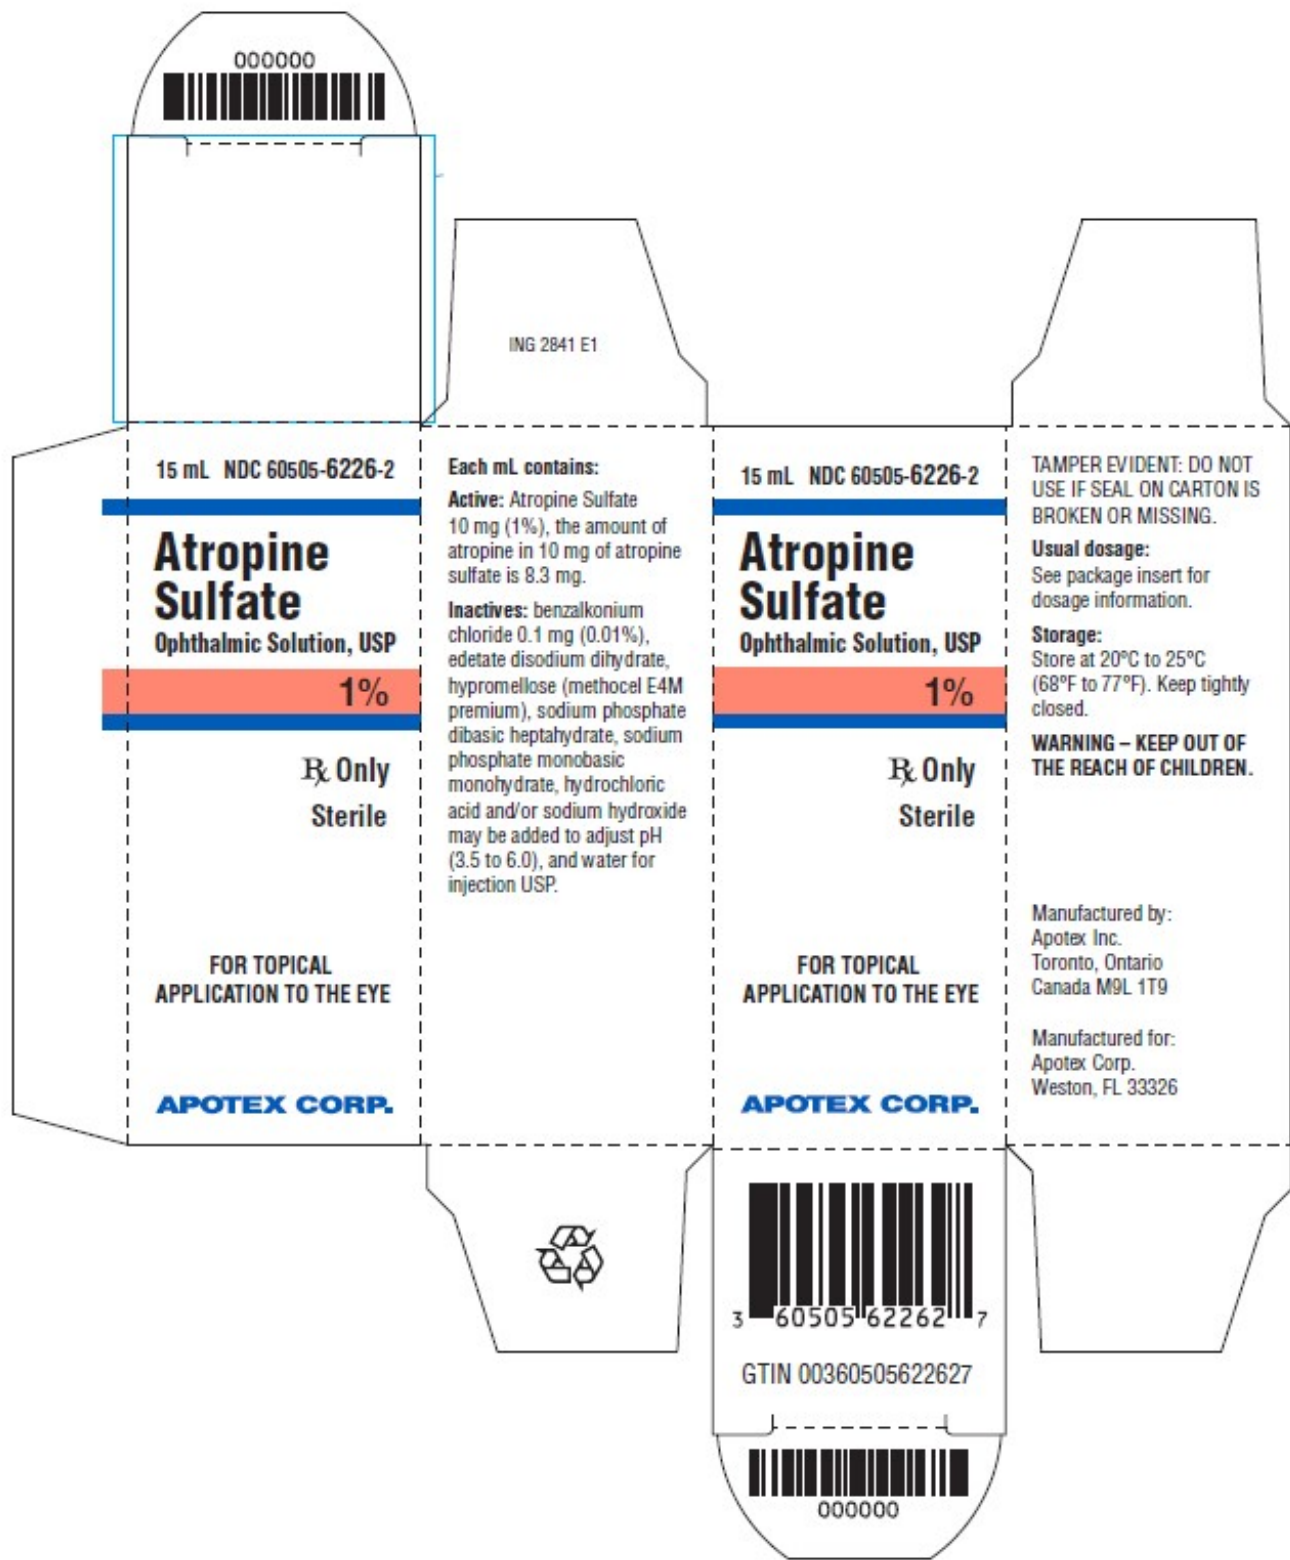 000000
ING 2841 E1
15 mL NDC 60505-6226-2
Atropine
Sulfate
Ophthalmic Solution, USP
1%
Rx Only
Sterile
FOR TOPICAL
APPLICATION TO THE EYE
APOTEX CORP.
Each mL contains:
Active: Atropine Sulfate
10 mg (1%), the amount of
atropine in 10 mg of atropine
sulfate is 8.3 mg.
Inactives: benzalkonium
chloride 0.1 mg (0.01%),
edetate disodium dihydrate,
hypromellose (methocel E4M
premium), sodium phosphate
dibasic heptahydrate, sodium
phosphate monobasic
monohydrate, hydrochloric
acid and/or sodium hydroxide
may be added to adjust pH
(3.5 to 6.0), and water for
injection USP.
15 mL NDC 60505-6226-2
Atropine
Sulfate
Ophthalmic Solution, USP
1%
Rx Only
Sterile
FOR TOPICAL
APPLICATION TO THE EYE
APOTEX CORP.
TAMPER EVIDENT: DO NOT
USE IF SEAL ON CARTON IS
BROKEN OR MISSING.
Usual dosage:
See package insert for
dosage information.
Storage:
Store at 20°C to 25°C
(68°F to 77°F). Keep tightly
closed.
WARNING – KEEP OUT OF
THE REACH OF CHILDREN.
Manufactured by:
Apotex Inc.
Toronto, Ontario
Canada M9L 1T9
Manufactured for:
Apotex Corp.
Weston, FL 33326
3 60505 62262 7
GTIN 00360505622627
000000